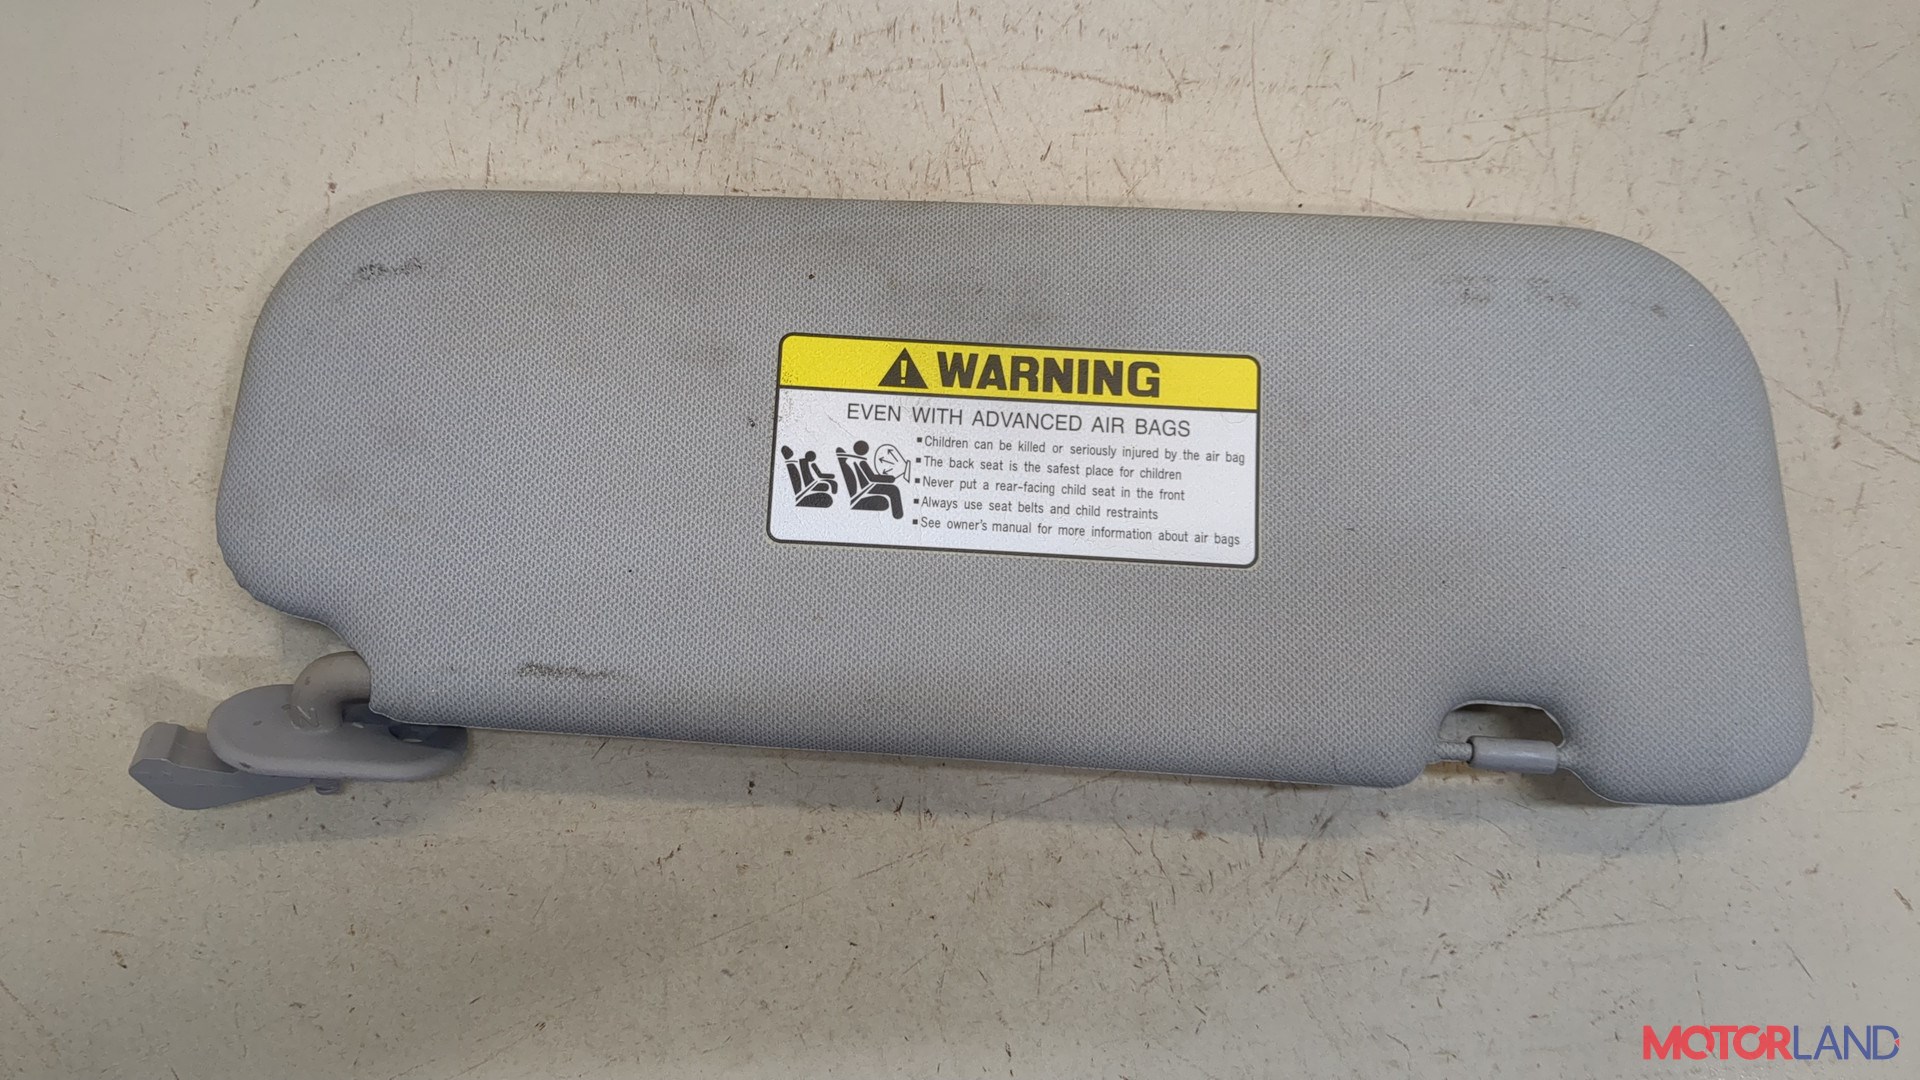 WARNING
EVEN WITH ADVANCED AIR BAGS
▪Children can be killed or seriously injured by the air bag
▪The back seat is the safest place for children
▪Never put a rear-facing child seat in the front
▪Always use seat belts and child restraints
▪See owner's manual for more information about air bags
MOTORLAND